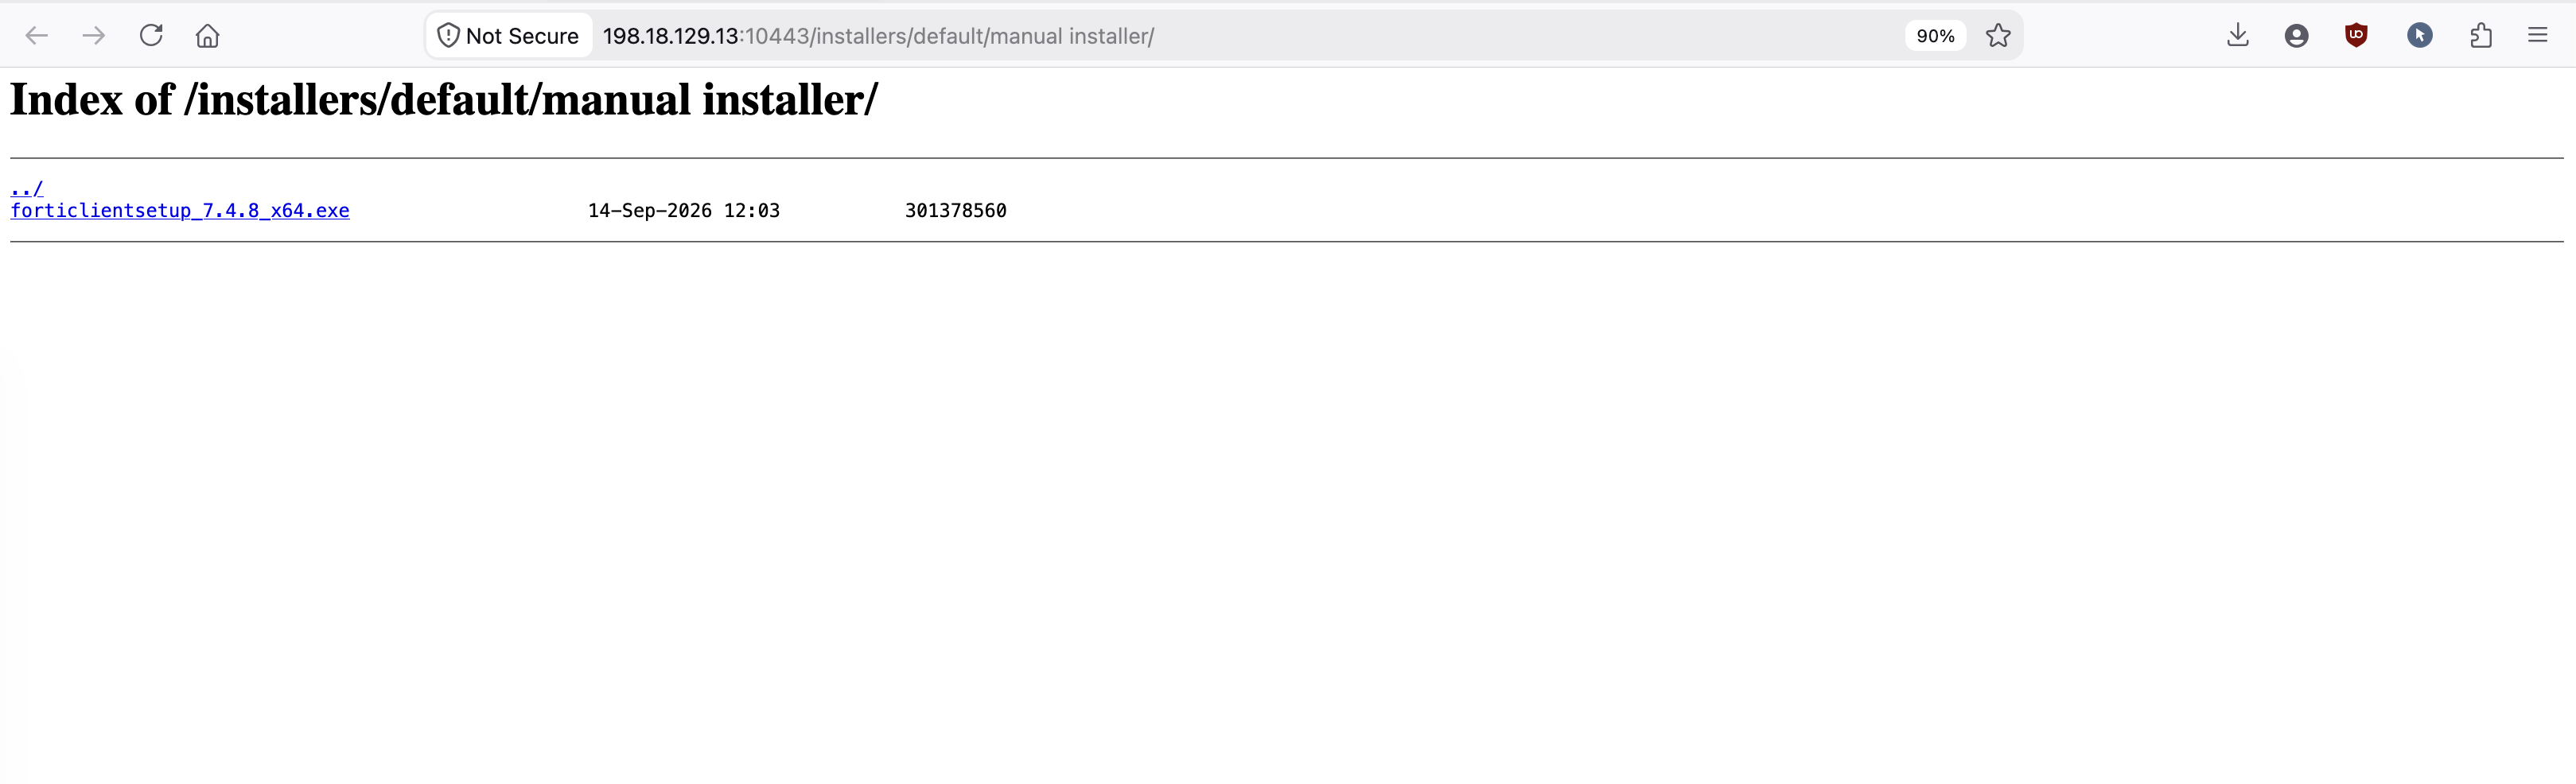 Not Secure 198.18.129.13:10443/installers/default/manual installer/ 90%
Index of /installers/default/manual installer/
../
forticlientsetup_7.4.8_x64.exe 14-Sep-2026 12:03 301378560